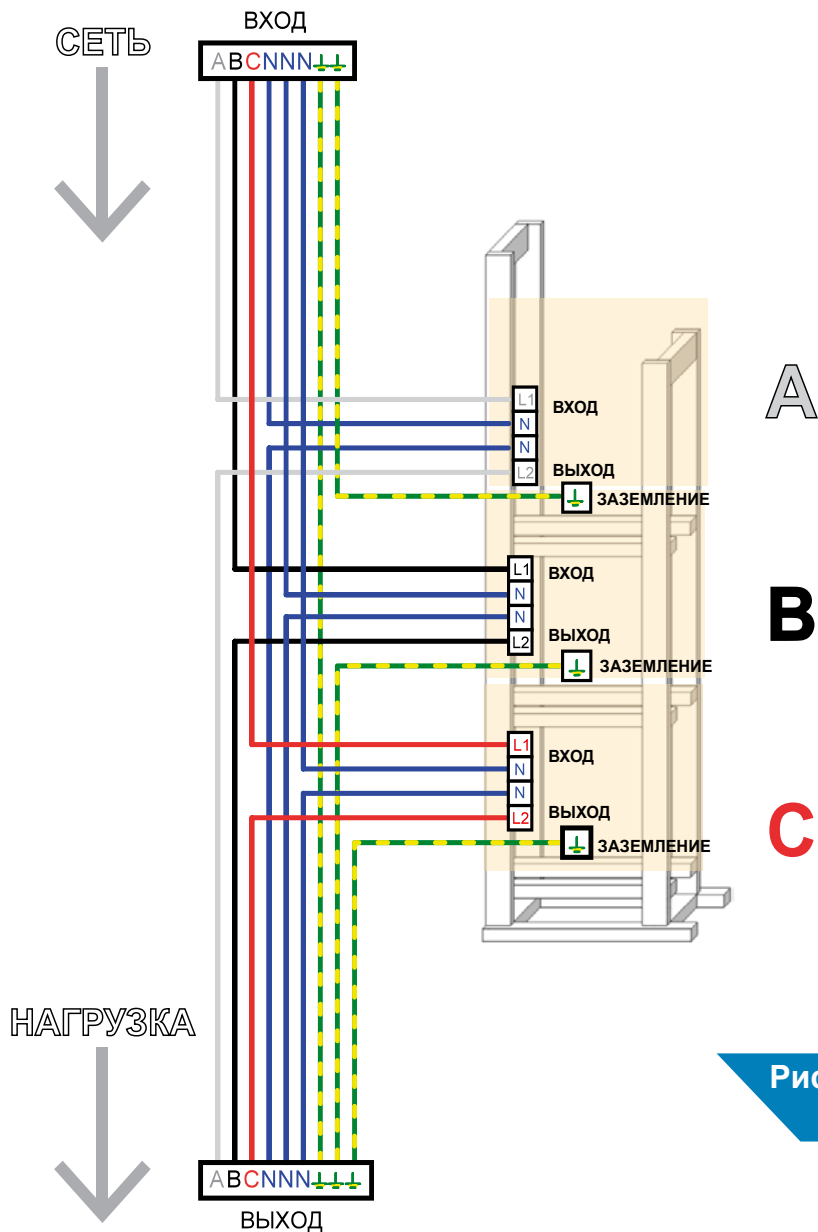 ВХОД
СЕТЬ
ABCNNN
L1
ВХОД
N
N
L2
ВЫХОД
ЗАЗЕМЛЕНИЕ
A
L1
ВХОД
N
N
L2
ВЫХОД
ЗАЗЕМЛЕНИЕ
B
L1
ВХОД
N
N
L2
ВЫХОД
ЗАЗЕМЛЕНИЕ
C
НАГРУЗКА
Рис
ABCNNN
ВЫХОД